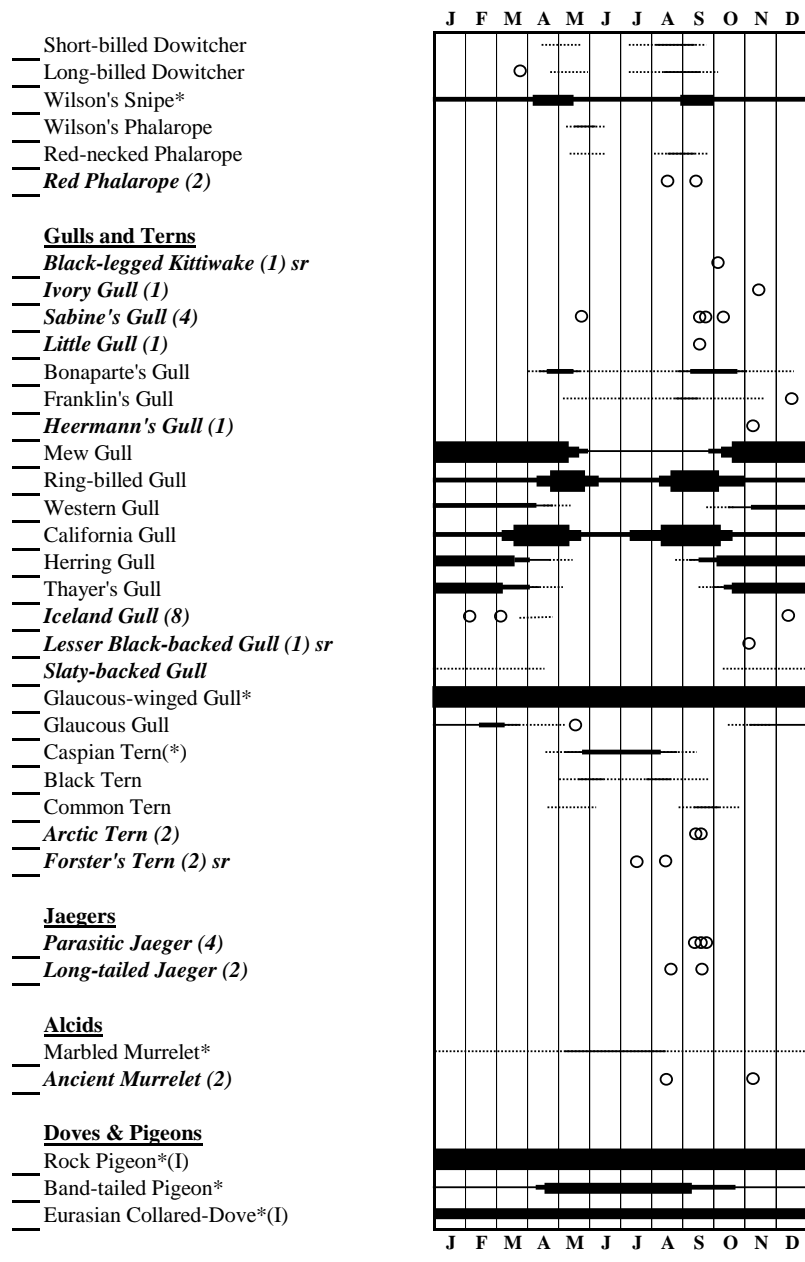 J F M A M J J A S O N D
Short-billed Dowitcher
Long-billed Dowitcher
Wilson's Snipe*
Wilson's Phalarope
Red-necked Phalarope
Red Phalarope (2)
Gulls and Terns
Black-legged Kittiwake (1) sr
Ivory Gull (1)
Sabine's Gull (4)
Little Gull (1)
Bonaparte's Gull
Franklin's Gull
Heermann's Gull (1)
Mew Gull
Ring-billed Gull
Western Gull
California Gull
Herring Gull
Thayer's Gull
Iceland Gull (8)
Lesser Black-backed Gull (1) sr
Slaty-backed Gull
Glaucous-winged Gull*
Glaucous Gull
Caspian Tern(*)
Black Tern
Common Tern
Arctic Tern (2)
Forster's Tern (2) sr
Jaegers
Parasitic Jaeger (4)
Long-tailed Jaeger (2)
Alcids
Marbled Murrelet*
Ancient Murrelet (2)
Doves & Pigeons
Rock Pigeon*(I)
Band-tailed Pigeon*
Eurasian Collared-Dove*(I)
J F M A M J J A S O N D